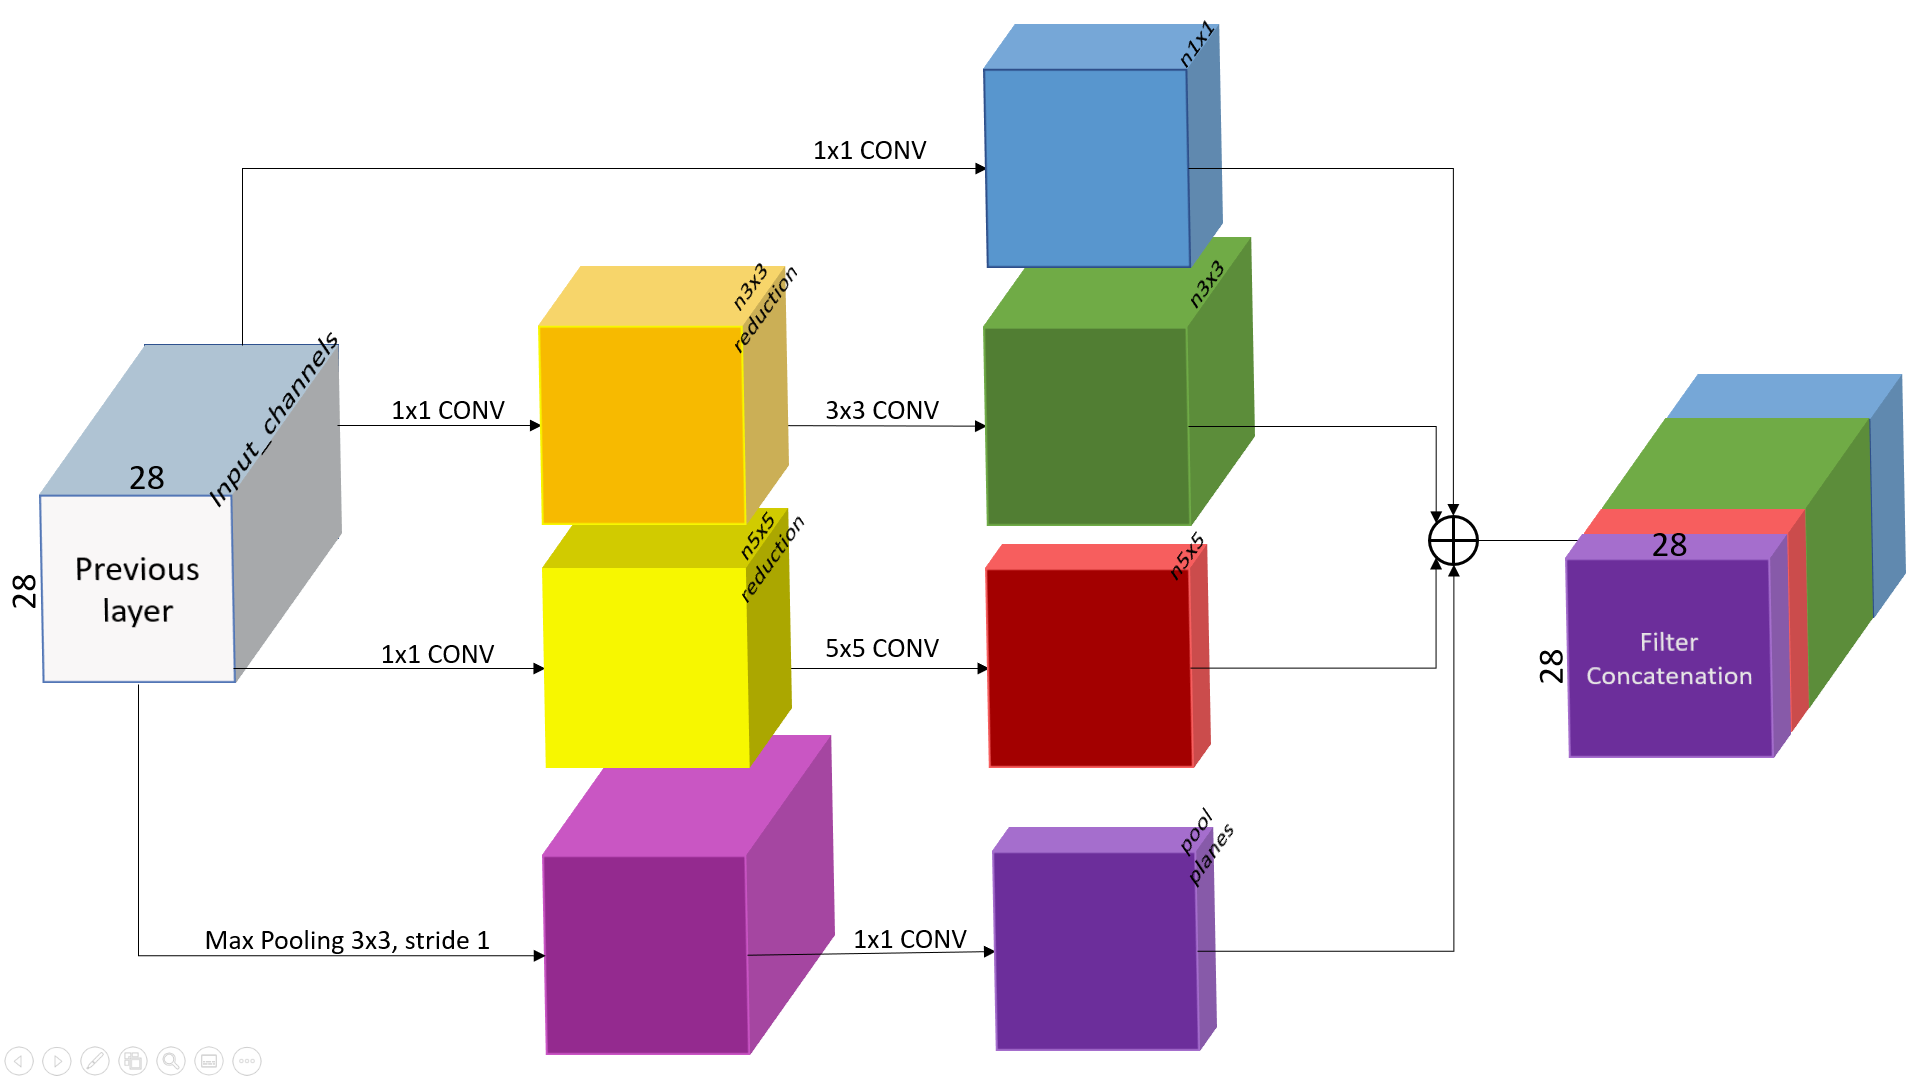 n1x1
1x1 CONV
n3x3
reduction
n3x3
Input_channels
1x1 CONV
3x3 CONV
28
Previous
layer
28
n5x5
reduction
n5x5
28
Filter
Concatenation
28
1x1 CONV
5x5 CONV
pool
planes
Max Pooling 3x3, stride 1
1x1 CONV